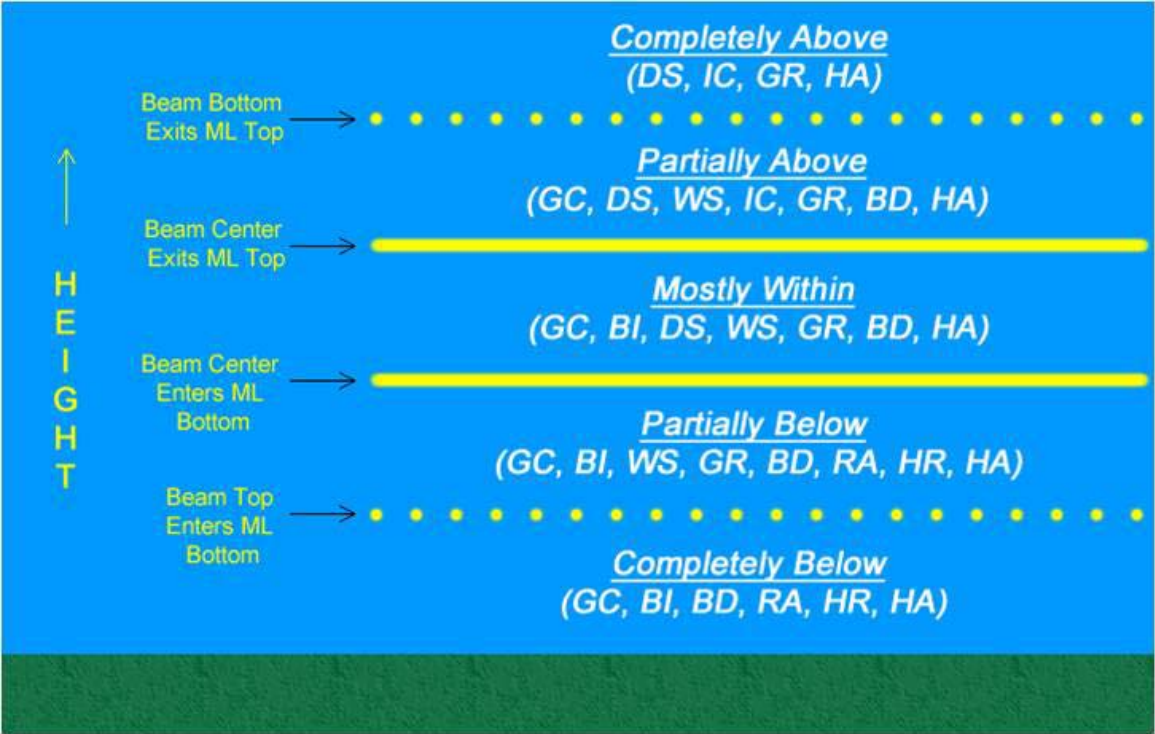 Completely Above
(DS, IC, GR, HA)
Beam Bottom
Exits ML Top
Partially Above
(GC, DS, WS, IC, GR, BD, HA)
Beam Center
Exits ML Top
HEIGHT
Mostly Within
(GC, BI, DS, WS, GR, BD, HA)
Beam Center
Enters ML
Bottom
Partially Below
(GC, BI, WS, GR, BD, RA, HR, HA)
Beam Top
Enters ML
Bottom
Completely Below
(GC, BI, BD, RA, HR, HA)